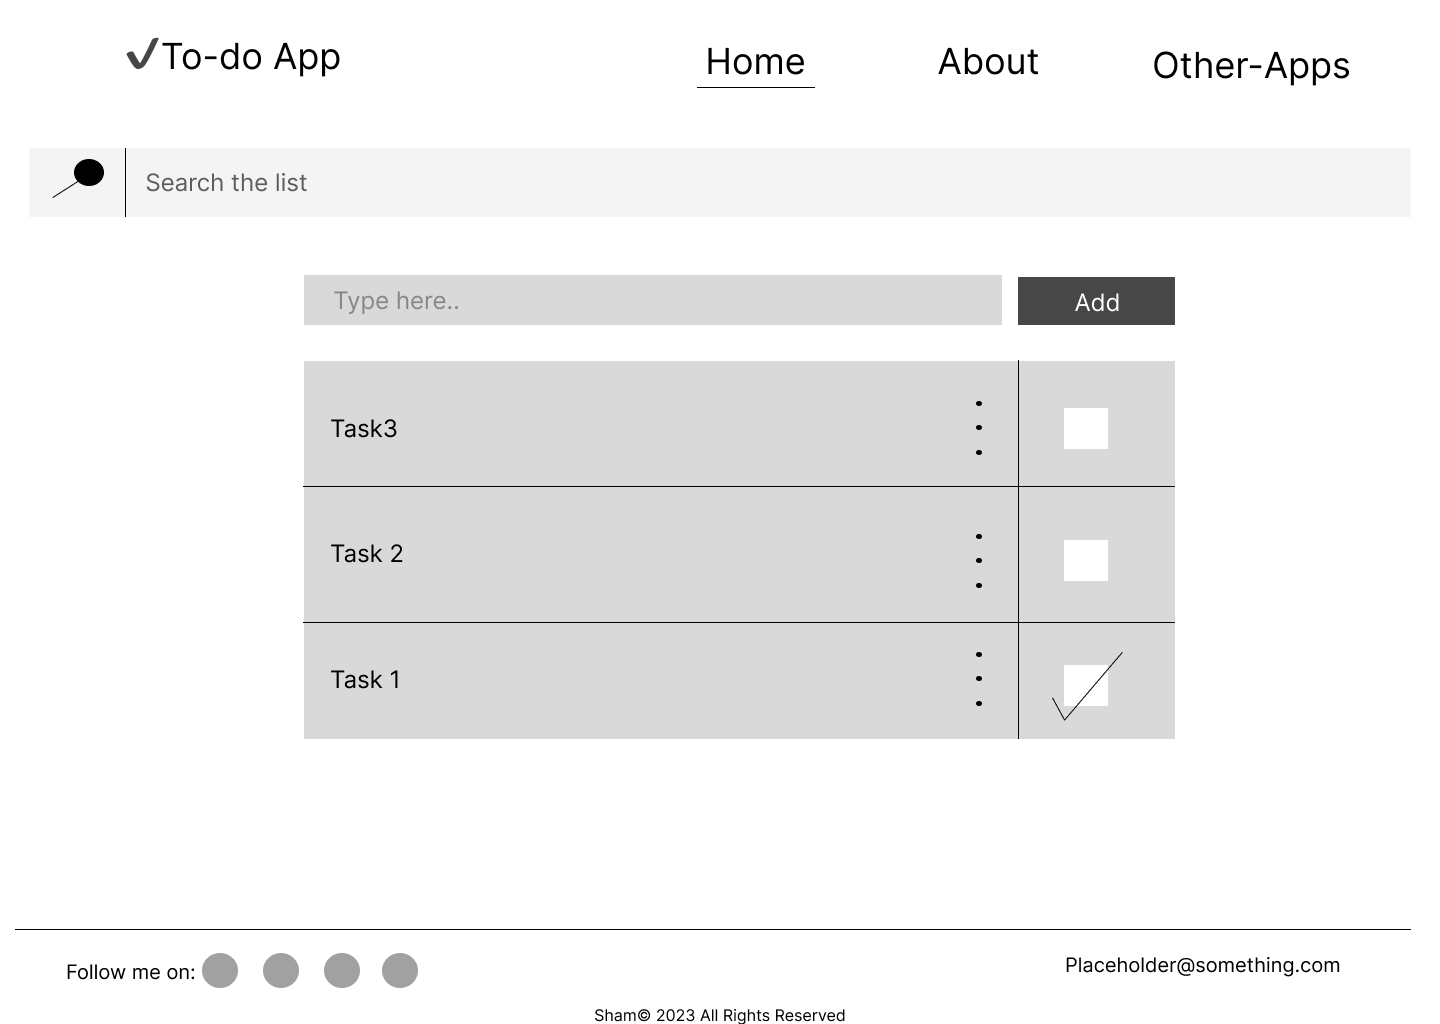 ✔To-do App
Home
About
Other-Apps
Search the list
Type here..
Add
Task3
Task 2
Task 1
Follow me on:
Placeholder@something.com
Sham© 2023 All Rights Reserved